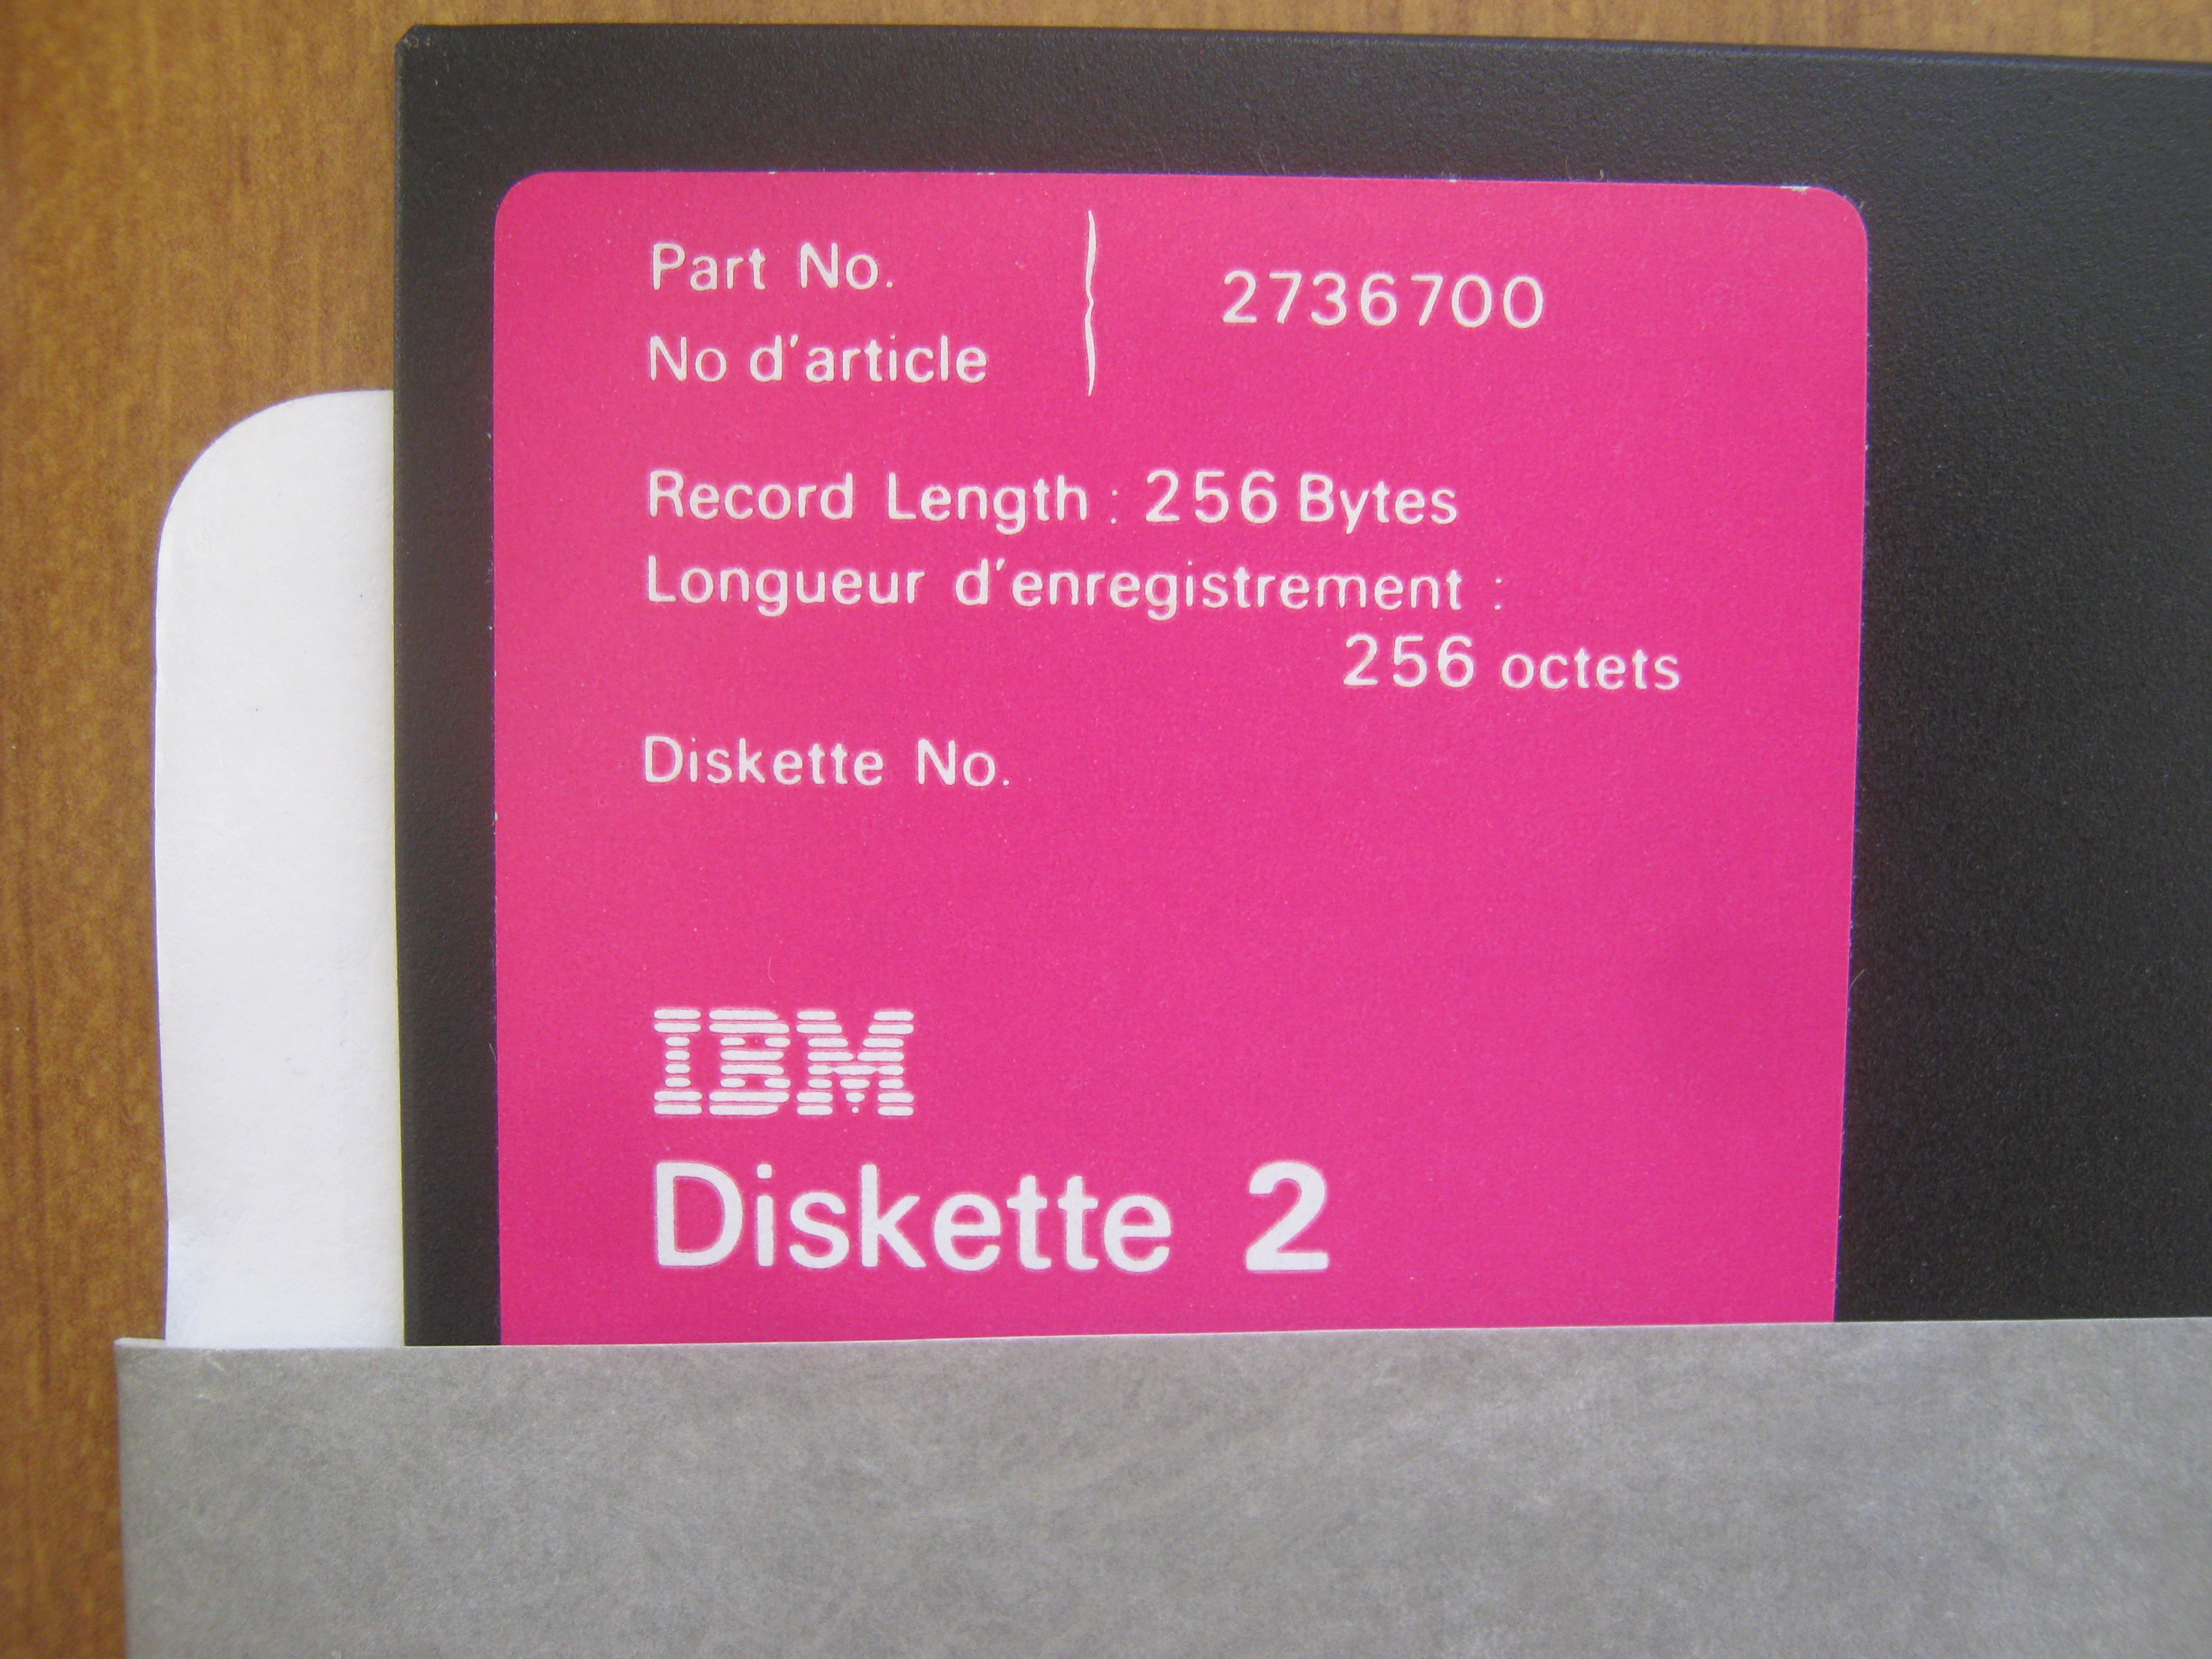 Part No.
No d'article
2736700
Record Length : 256 Bytes
Longueur d'enregistrement :
256 octets
Diskette No.
IBM
Diskette 2